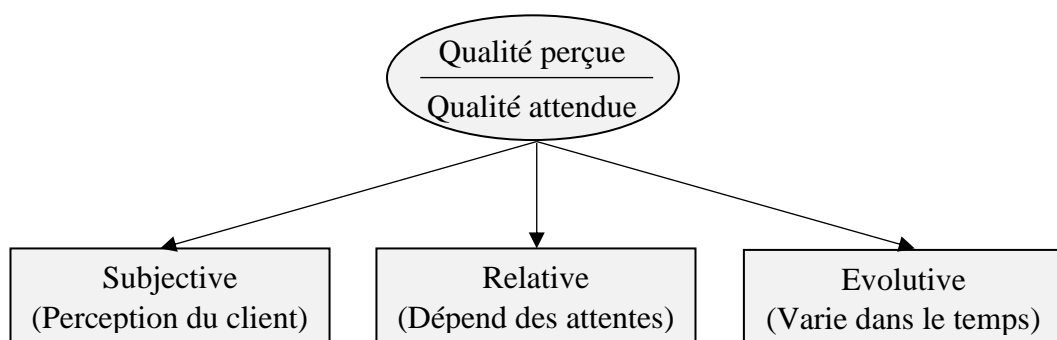 Qualité perçue
Qualité attendue
Subjective
(Perception du client)
Relative
(Dépend des attentes)
Evolutive
(Varie dans le temps)